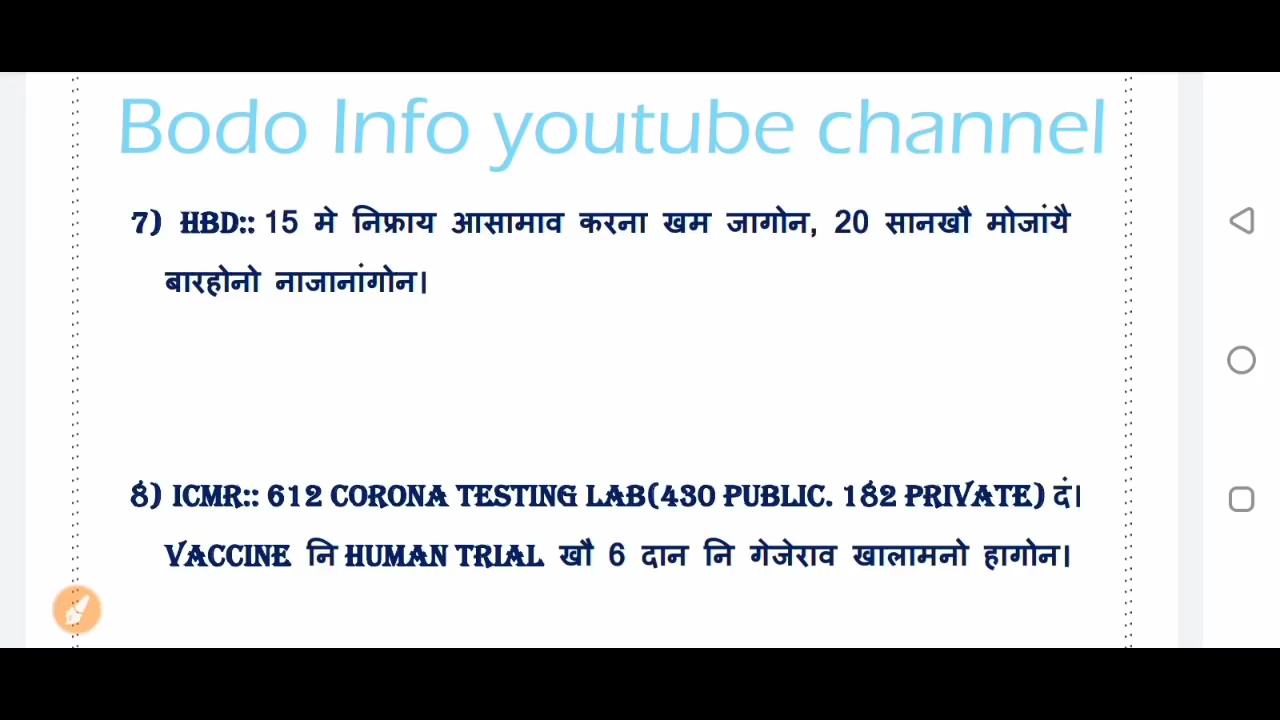 Bodo Info youtube channel
7) HBD:: 15 मे निफ्राय आसामाव करना खम जागोन, 20 सानखौ मोजांयै
बारहोनो नाजानांगोन।
8) ICMR:: 612 CORONA TESTING LAB(430 PUBLIC. 182 PRIVATE) दं।
VACCINE नि HUMAN TRIAL खौ 6 दान नि गेजेराव खालामनो हागोन।